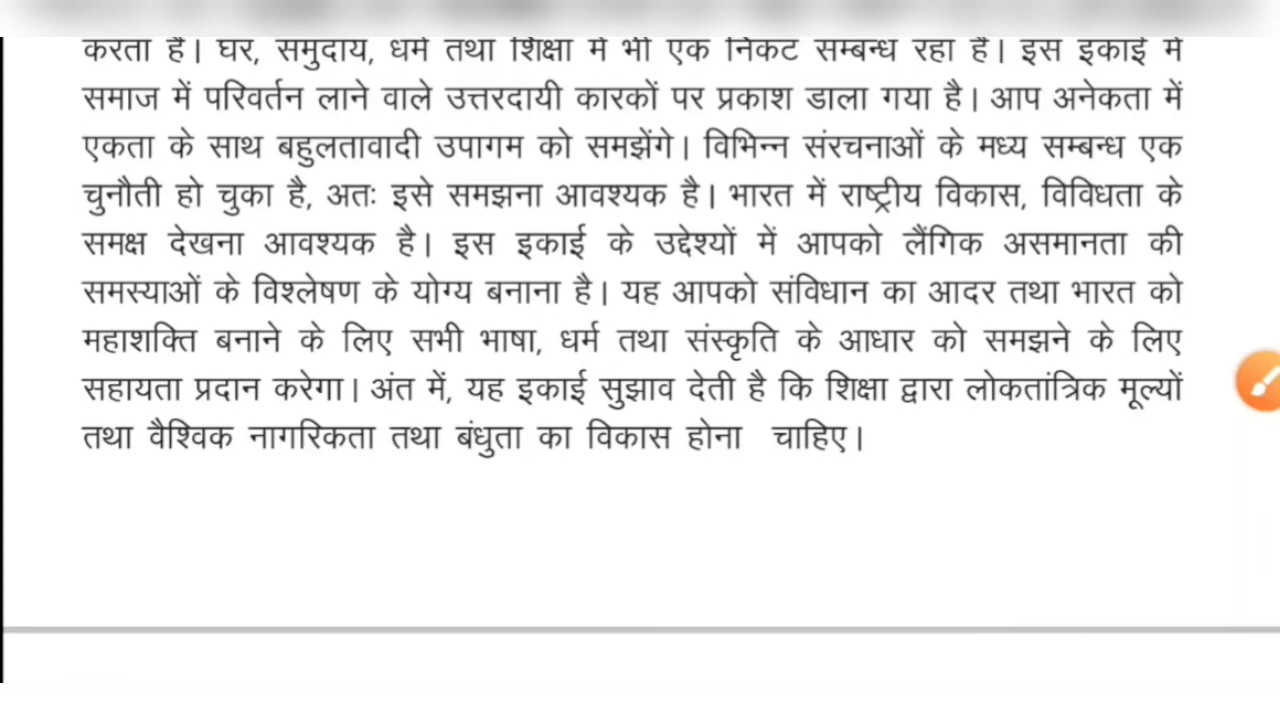 करता है। घर, समुदाय, धर्म तथा शिक्षा में भी एक निकट सम्बन्ध रहा है। इस इकाई में
समाज में परिवर्तन लाने वाले उत्तरदायी कारकों पर प्रकाश डाला गया है। आप अनेकता में
एकता के साथ बहुलतावादी उपागम को समझेंगे। विभिन्न संरचनाओं के मध्य सम्बन्ध एक
चुनौती हो चुका है, अतः इसे समझना आवश्यक है। भारत में राष्ट्रीय विकास, विविधता के
समक्ष देखना आवश्यक है। इस इकाई के उद्देश्यों में आपको लैंगिक असमानता की
समस्याओं के विश्लेषण के योग्य बनाना है। यह आपको संविधान का आदर तथा भारत को
महाशक्ति बनाने के लिए सभी भाषा, धर्म तथा संस्कृति के आधार को समझने के लिए
सहायता प्रदान करेगा। अंत में, यह इकाई सुझाव देती है कि शिक्षा द्वारा लोकतांत्रिक मूल्यों
तथा वैश्विक नागरिकता तथा बंधुता का विकास होना चाहिए।